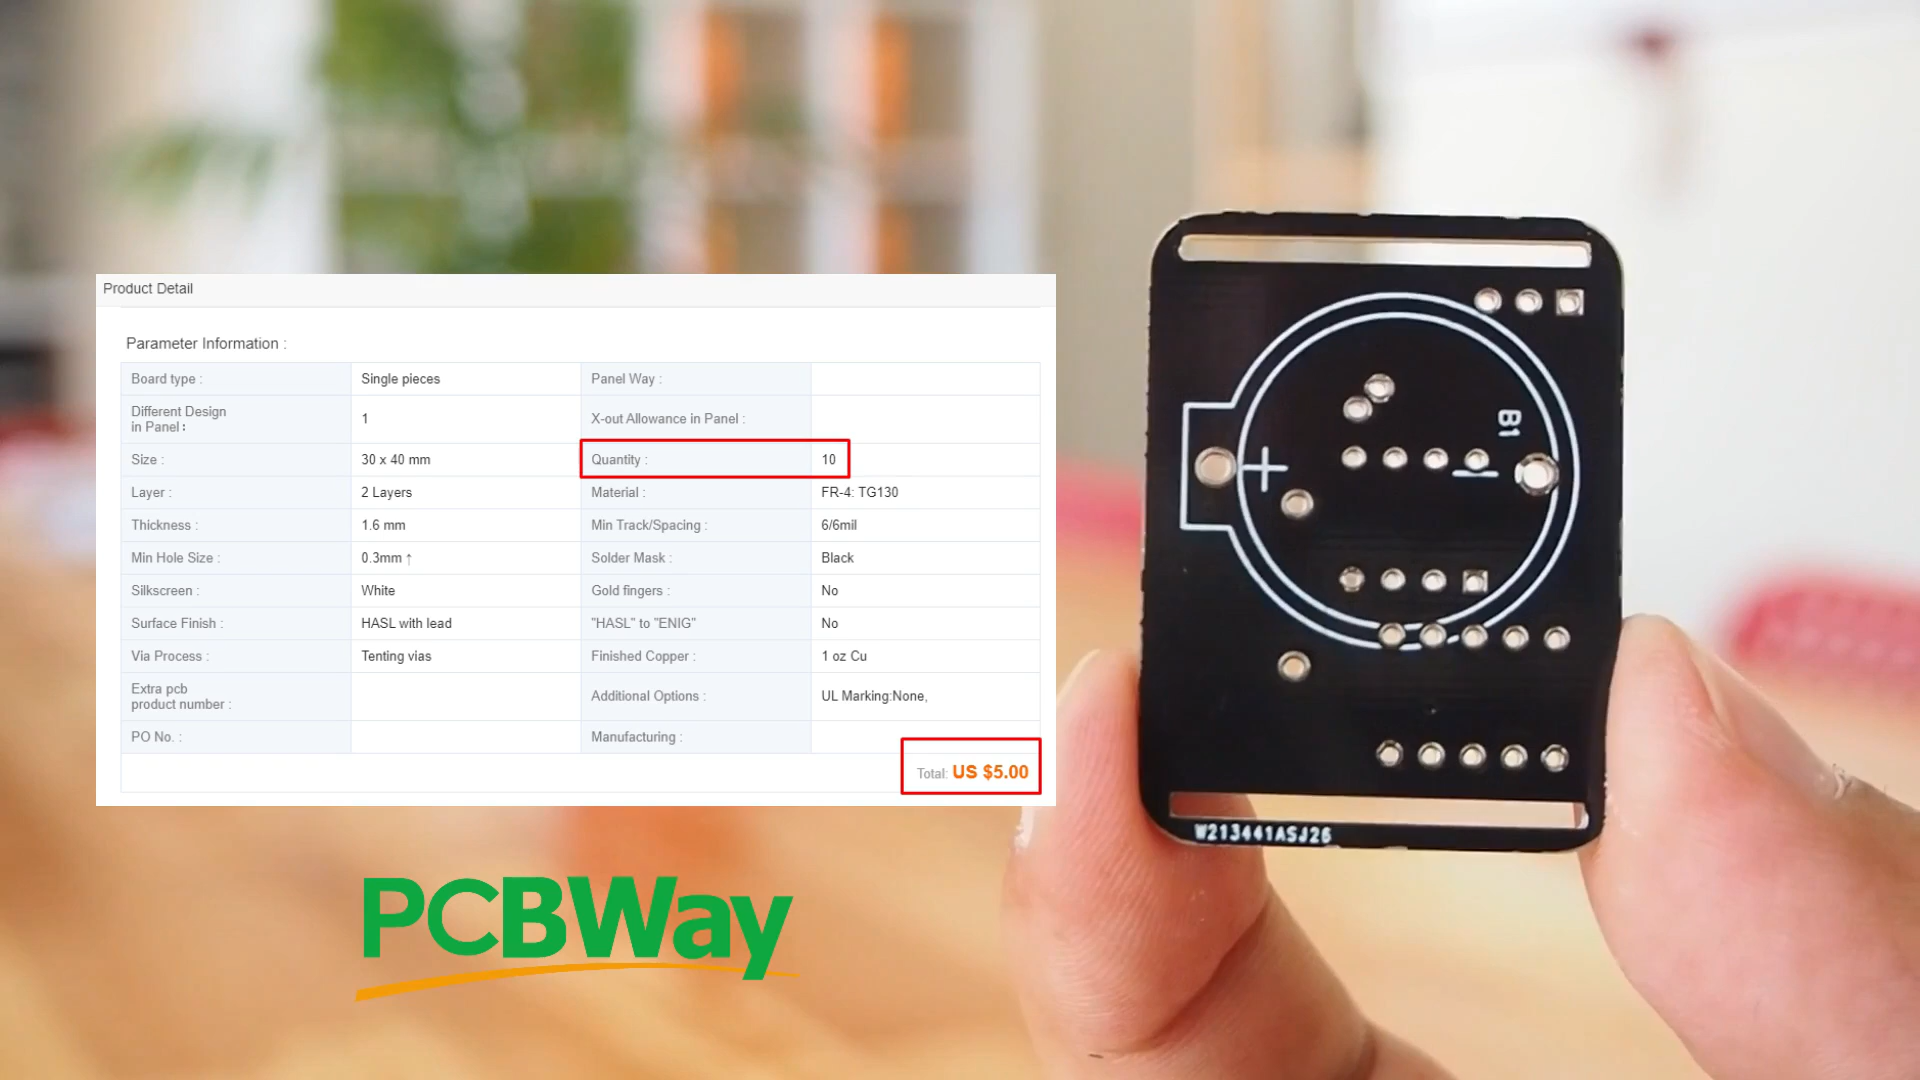 Product Detail
Parameter Information :
Board type : Single pieces Panel Way :
Different Design
in Panel : 1 X-out Allowance in Panel :
Size : 30 x 40 mm Quantity : 10
Layer : 2 Layers Material : FR-4: TG130
Thickness : 1.6 mm Min Track/Spacing : 6/6mil
Min Hole Size : 0.3mm ↑ Solder Mask : Black
Silkscreen : White Gold fingers : No
Surface Finish : HASL with lead "HASL" to "ENIG" No
Via Process : Tenting vias Finished Copper : 1 oz Cu
Extra pcb
product number : Additional Options : UL Marking:None,
PO No. : Manufacturing :
Total: US $5.00
PCBWay
B1
+
W213441ASJ26